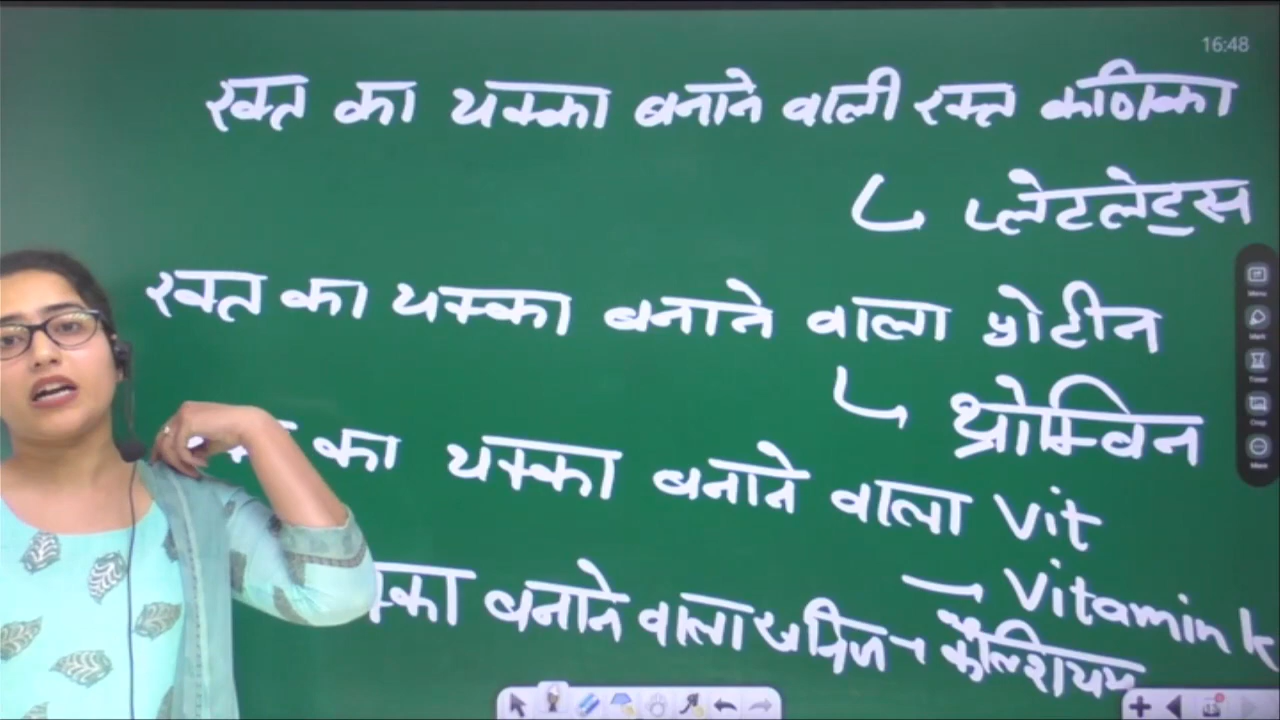 16:48
रक्त का थक्का बनाने वाली रक्त कणिका
प्लेटलेट्स
रक्त का थक्का बनाने वाला प्रोटीन
थ्रोम्बिन
का थक्का बनाने वाला Vit
Vitamin k
बनाने वाला खनिज → कैल्शियम